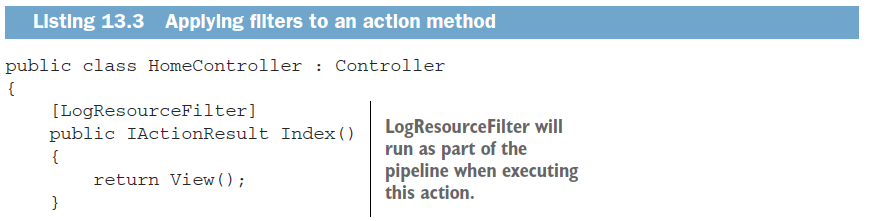 Listing 13.3 Applying filters to an action method
public class HomeController : Controller
{
    [LogResourceFilter]
    public IActionResult Index()
    {
        return View();
    }
LogResourceFilter will
run as part of the
pipeline when executing
this action.